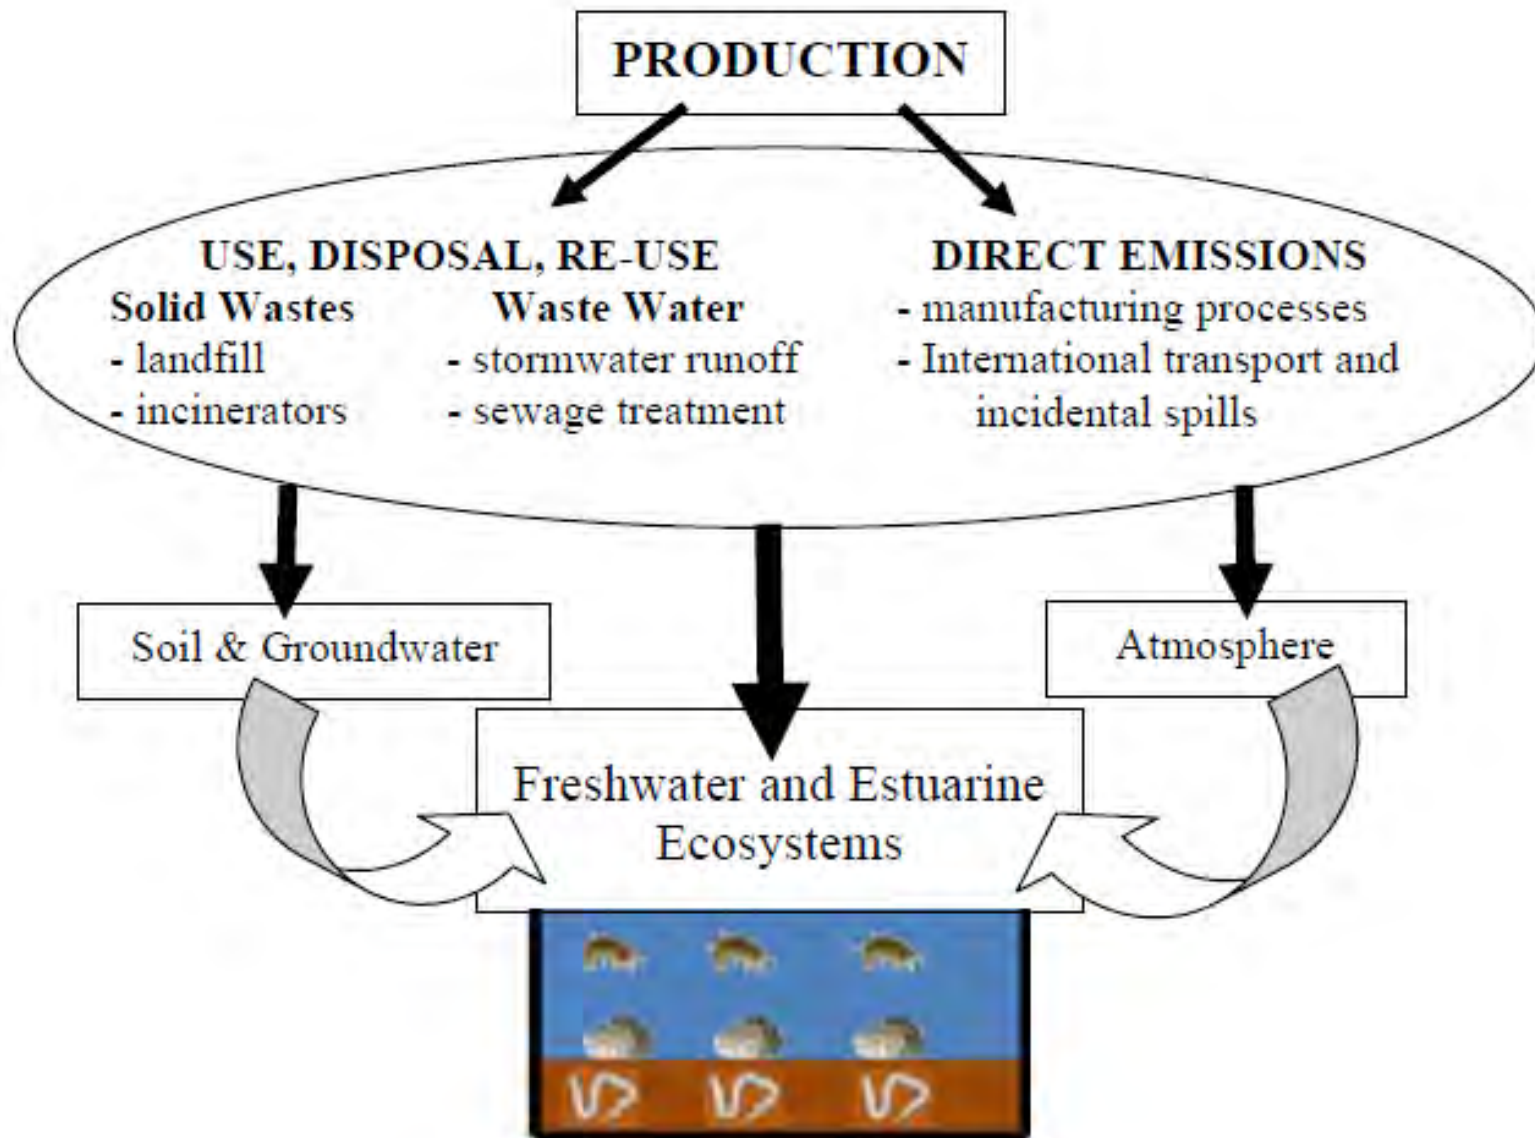 PRODUCTION
USE, DISPOSAL, RE-USE
Solid Wastes
- landfill
- incinerators
Waste Water
- stormwater runoff
- sewage treatment
DIRECT EMISSIONS
- manufacturing processes
- International transport and
incidental spills
Soil & Groundwater
Atmosphere
Freshwater and Estuarine
Ecosystems